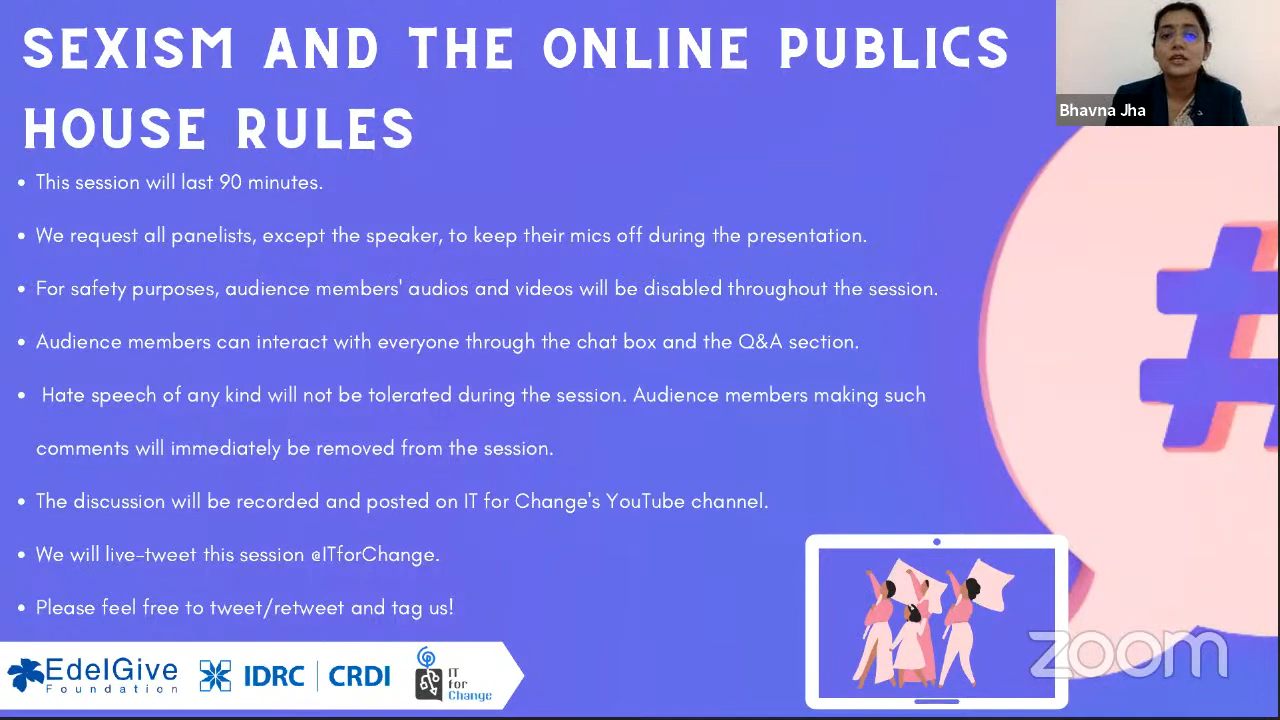 SEXISM AND THE ONLINE PUBLICS
HOUSE RULES
Bhavna Jha
• This session will last 90 minutes.
• We request all panelists, except the speaker, to keep their mics off during the presentation.
• For safety purposes, audience members' audios and videos will be disabled throughout the session.
• Audience members can interact with everyone through the chat box and the Q&A section.
• Hate speech of any kind will not be tolerated during the session. Audience members making such
comments will immediately be removed from the session.
• The discussion will be recorded and posted on IT for Change's YouTube channel.
• We will live-tweet this session @ITforChange.
• Please feel free to tweet/retweet and tag us!
#
EdelGive
Foundation
IDRC | CRDI
IT
for
Change
zoom